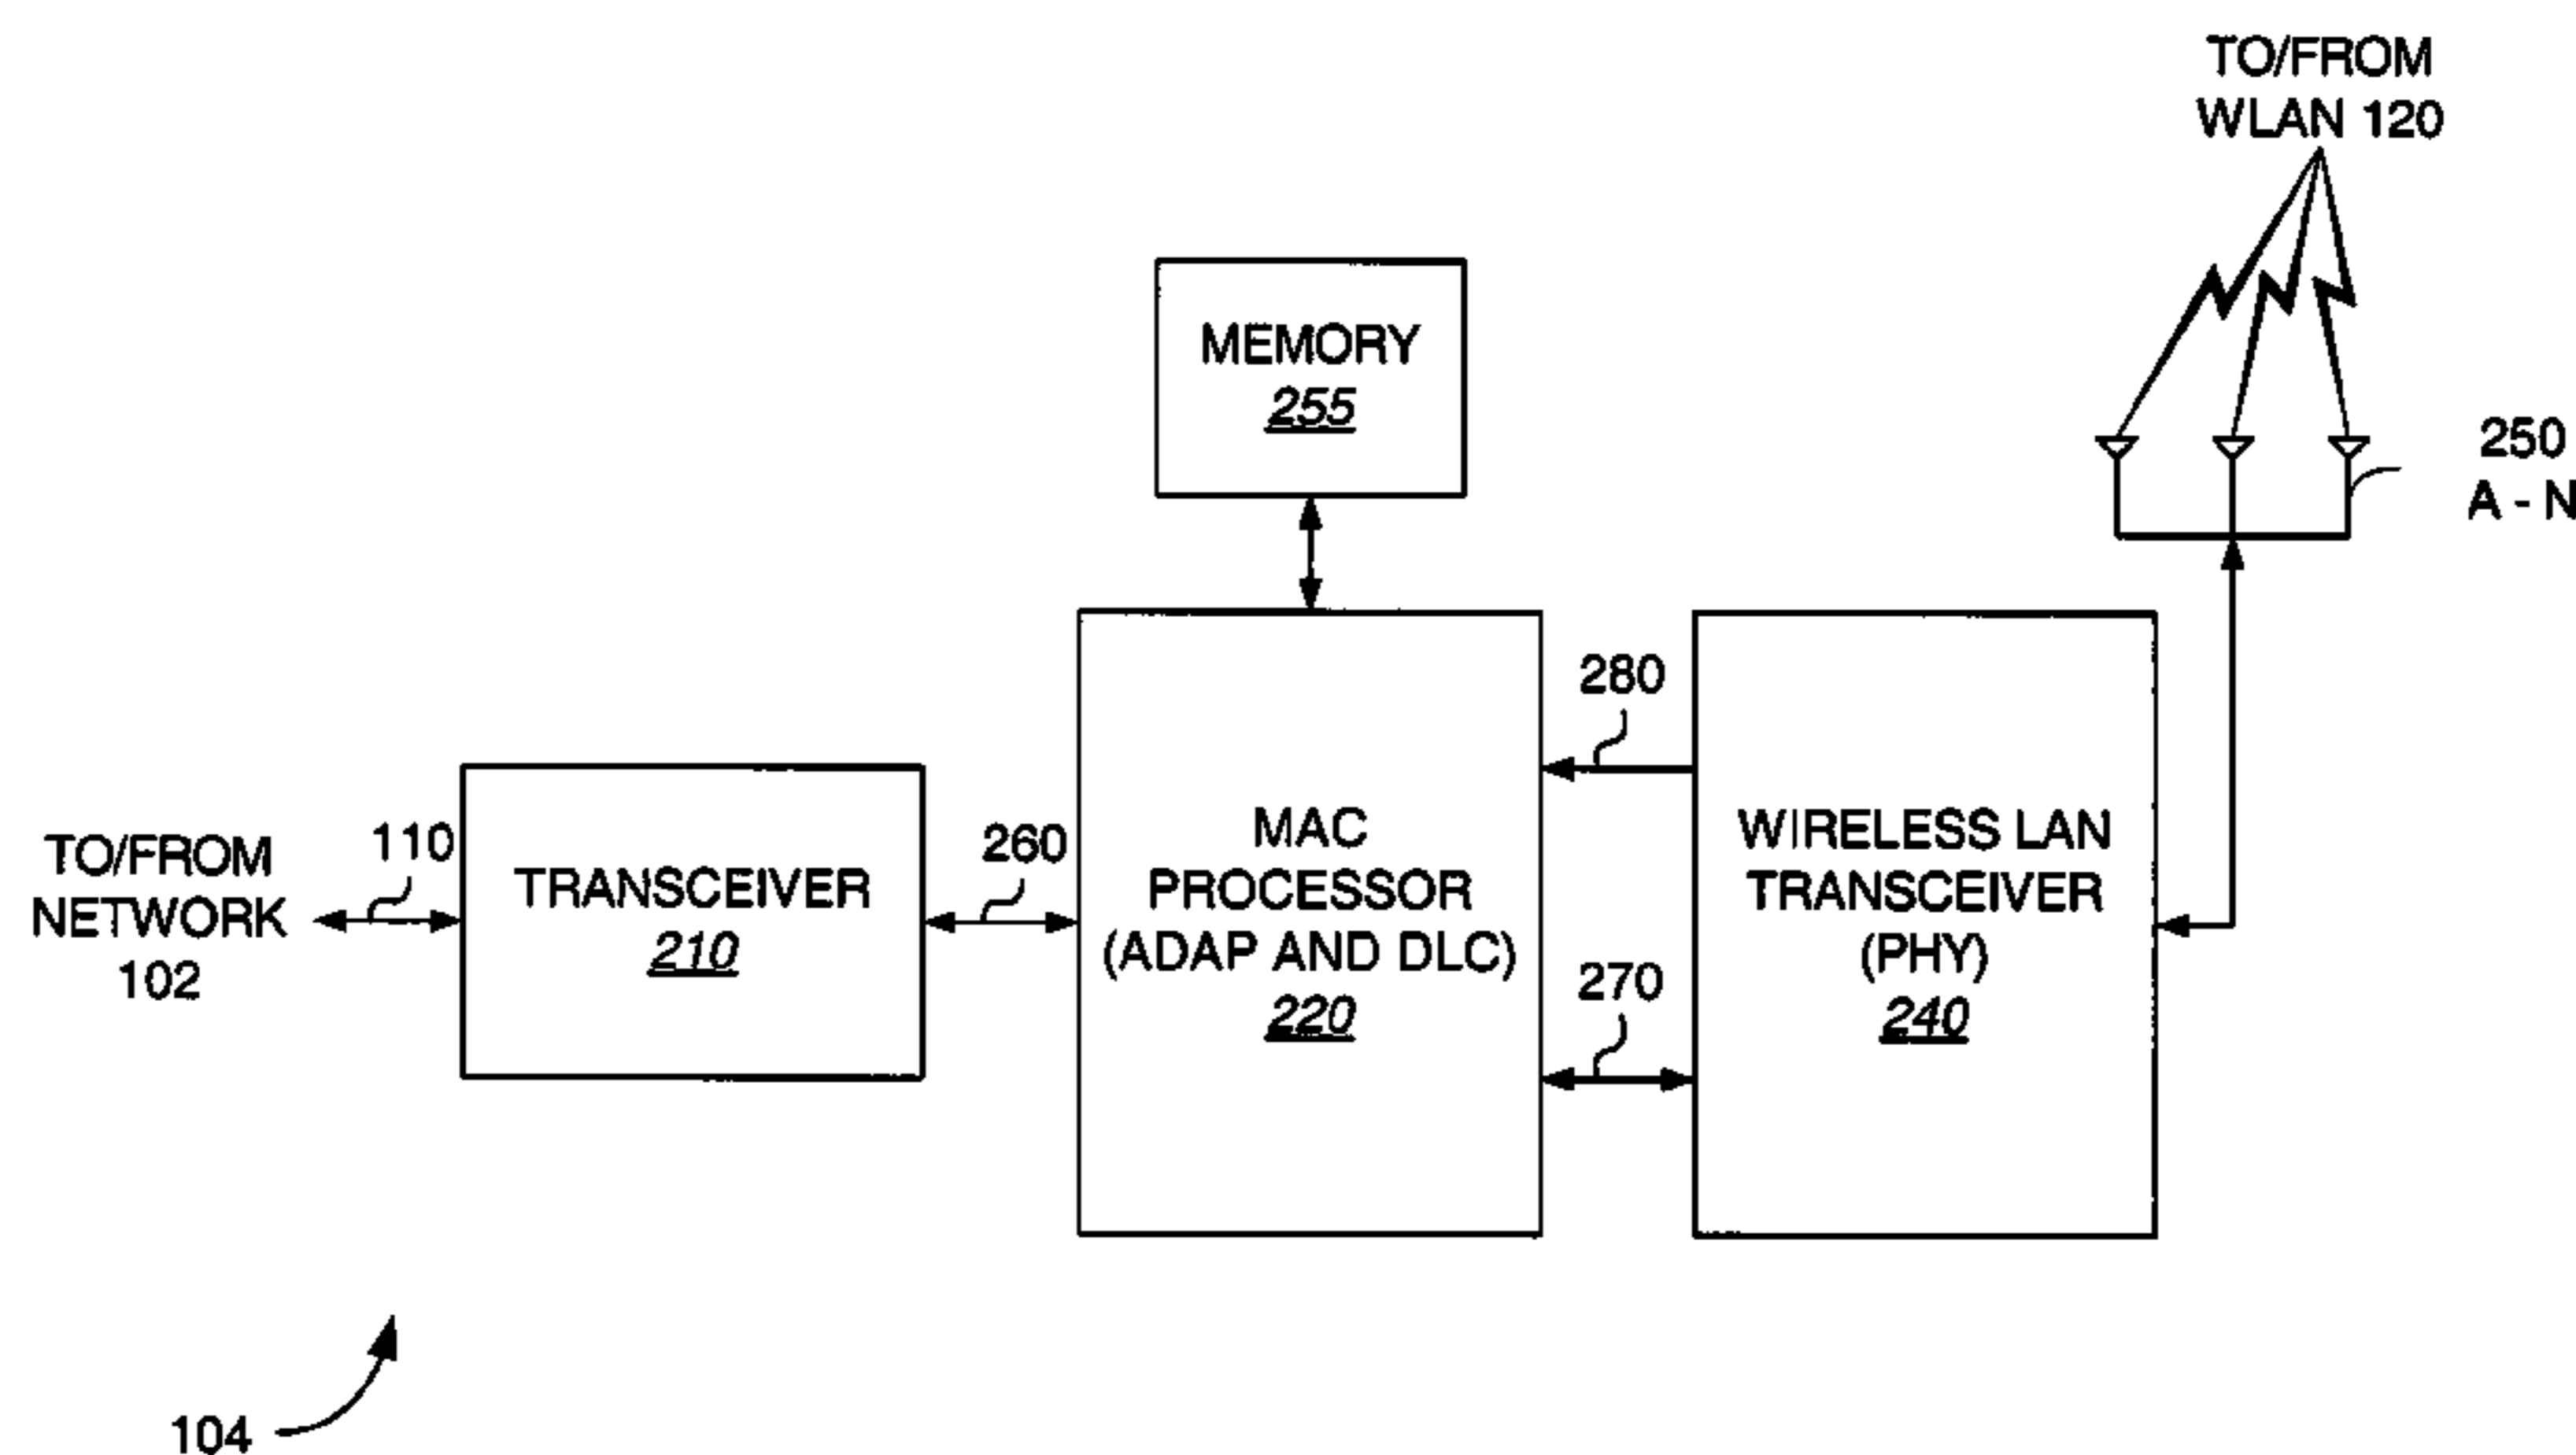 TO/FROM
WLAN 120
MEMORY
255
250
A - N
280
MAC
PROCESSOR
(ADAP AND DLC)
220
WIRELESS LAN
TRANSCEIVER
(PHY)
240
110
TO/FROM
NETWORK
102
TRANSCEIVER
210
260
270
104